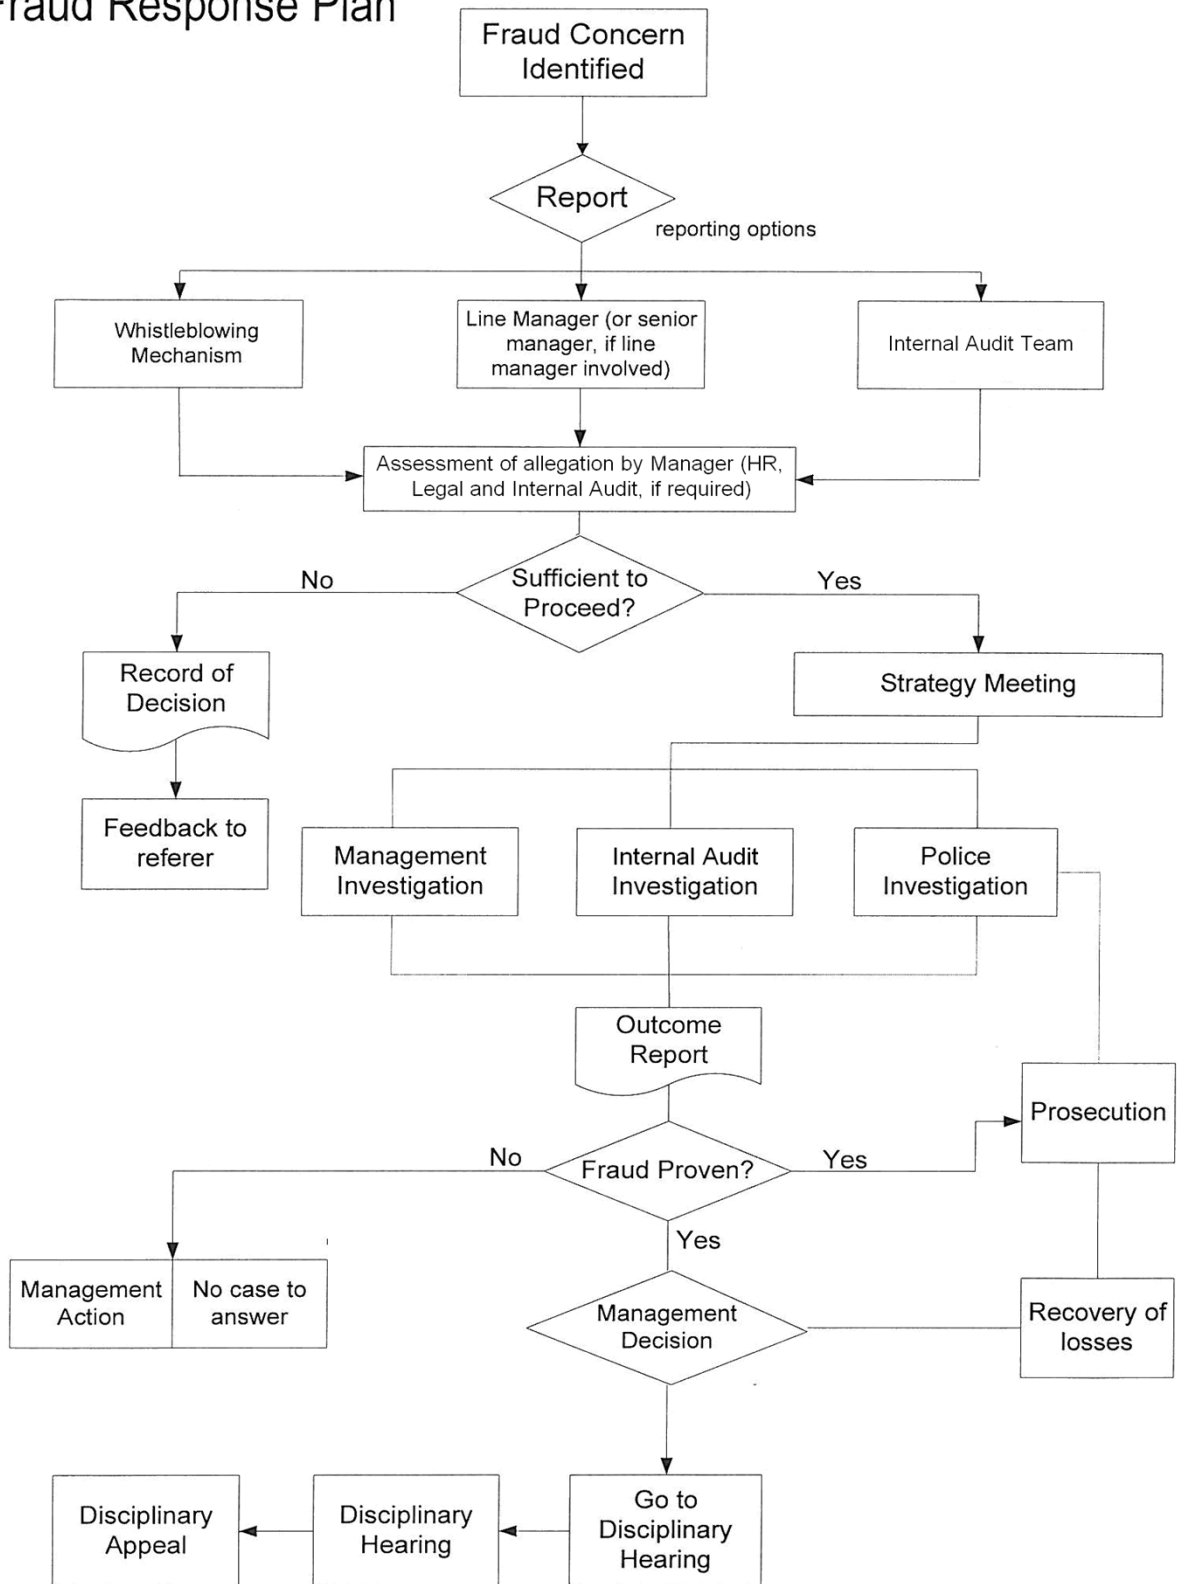 Fraud Response Plan
Fraud Concern
Identified
Report
reporting options
Whistleblowing
Mechanism
Line Manager (or senior
manager, if line
manager involved)
Internal Audit Team
Assessment of allegation by Manager (HR,
Legal and Internal Audit, if required)
No
Sufficient to
Proceed?
Yes
Record of
Decision
Strategy Meeting
Feedback to
referer
Management
Investigation
Internal Audit
Investigation
Police
Investigation
Outcome
Report
Prosecution
No
Fraud Proven?
Yes
Yes
Management
Action
No case to
answer
Management
Decision
Recovery of
losses
Disciplinary
Appeal
Disciplinary
Hearing
Go to
Disciplinary
Hearing